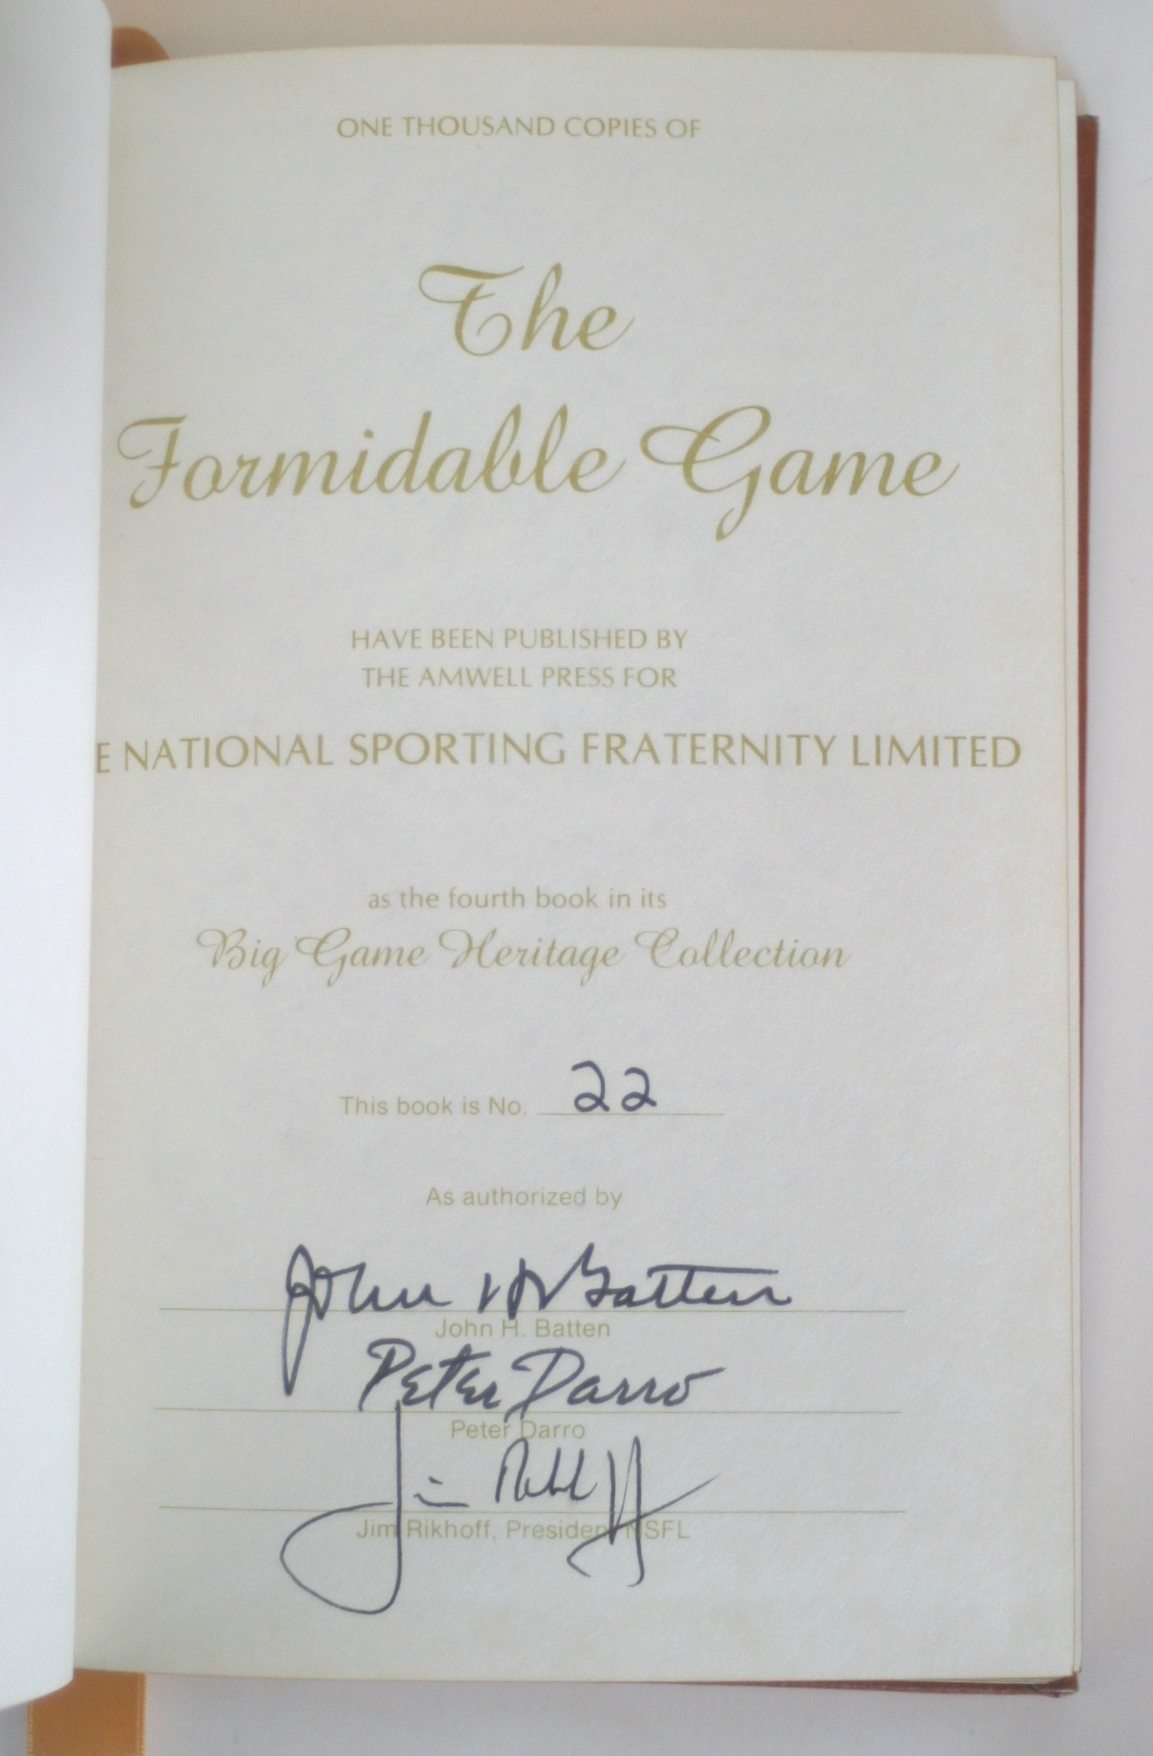 ONE THOUSAND COPIES OF
The
Formidable Game
HAVE BEEN PUBLISHED BY
THE AMWELL PRESS FOR
E NATIONAL SPORTING FRATERNITY LIMITED
as the fourth book in its
Big Game Heritage Collection
This book is No. 22
As authorized by
John H Batten
John H. Batten
Peter Darro
Peter Darro
Jim Rikhoff
Jim Rikhoff, President NSFL